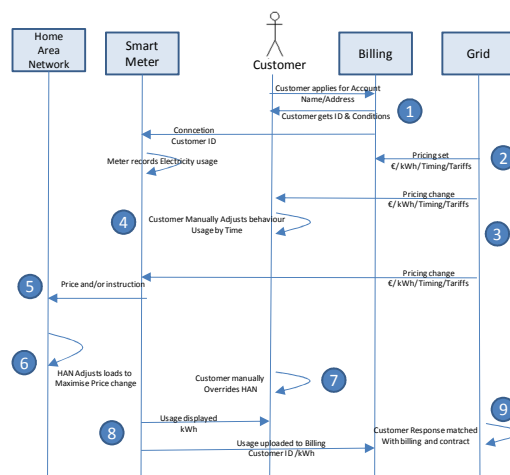 Home
Area
Network
Smart
Meter
Customer
Billing
Grid
Customer applies for Account
Name/Address
1
Customer gets ID & Conditions
Conncetion
Customer ID
Meter records Electricity usage
2
Pricing set
€/kWh/Timing/Tariffs
Pricing change
€/kWh/Timing/Tariffs
3
4
Customer Manually Adjusts behaviour
Usage by Time
Pricing change
€/kWh/Timing/Tariffs
5
Price and/or instruction
6
HAN Adjusts loads to
Maximise Price change
Customer manually
Overrides HAN
7
8
Usage displayed
kWh
9
Customer Response matched
With billing and contract
Usage uploaded to Billing
Customer ID /kWh